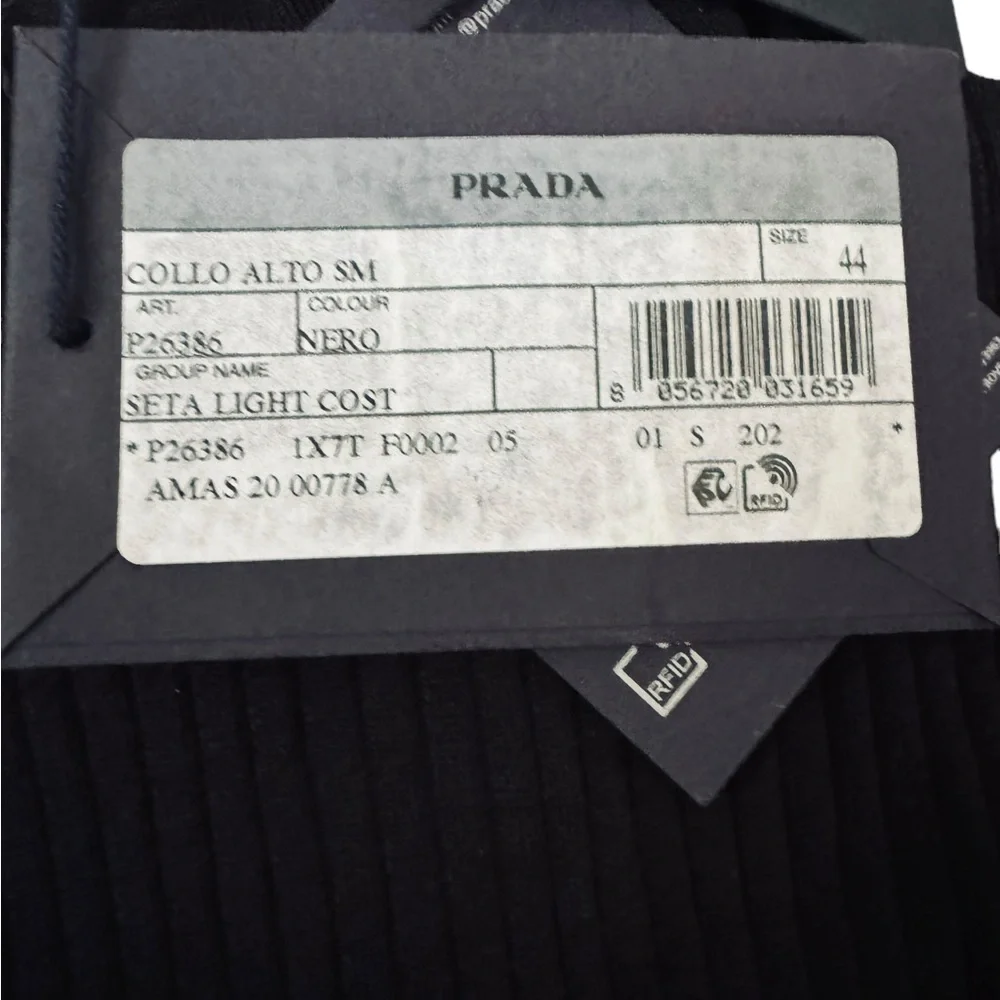 @prad
PRADA
SIZE
COLLO ALTO SM 44
ART. COLOUR
P26386 NERO
GROUP NAME
SETA LIGHT COST
8 056720 031659
* P26386 1X7T F0002 05 01 S 202 *
AMAS 20 00778 A
RFID
RFID